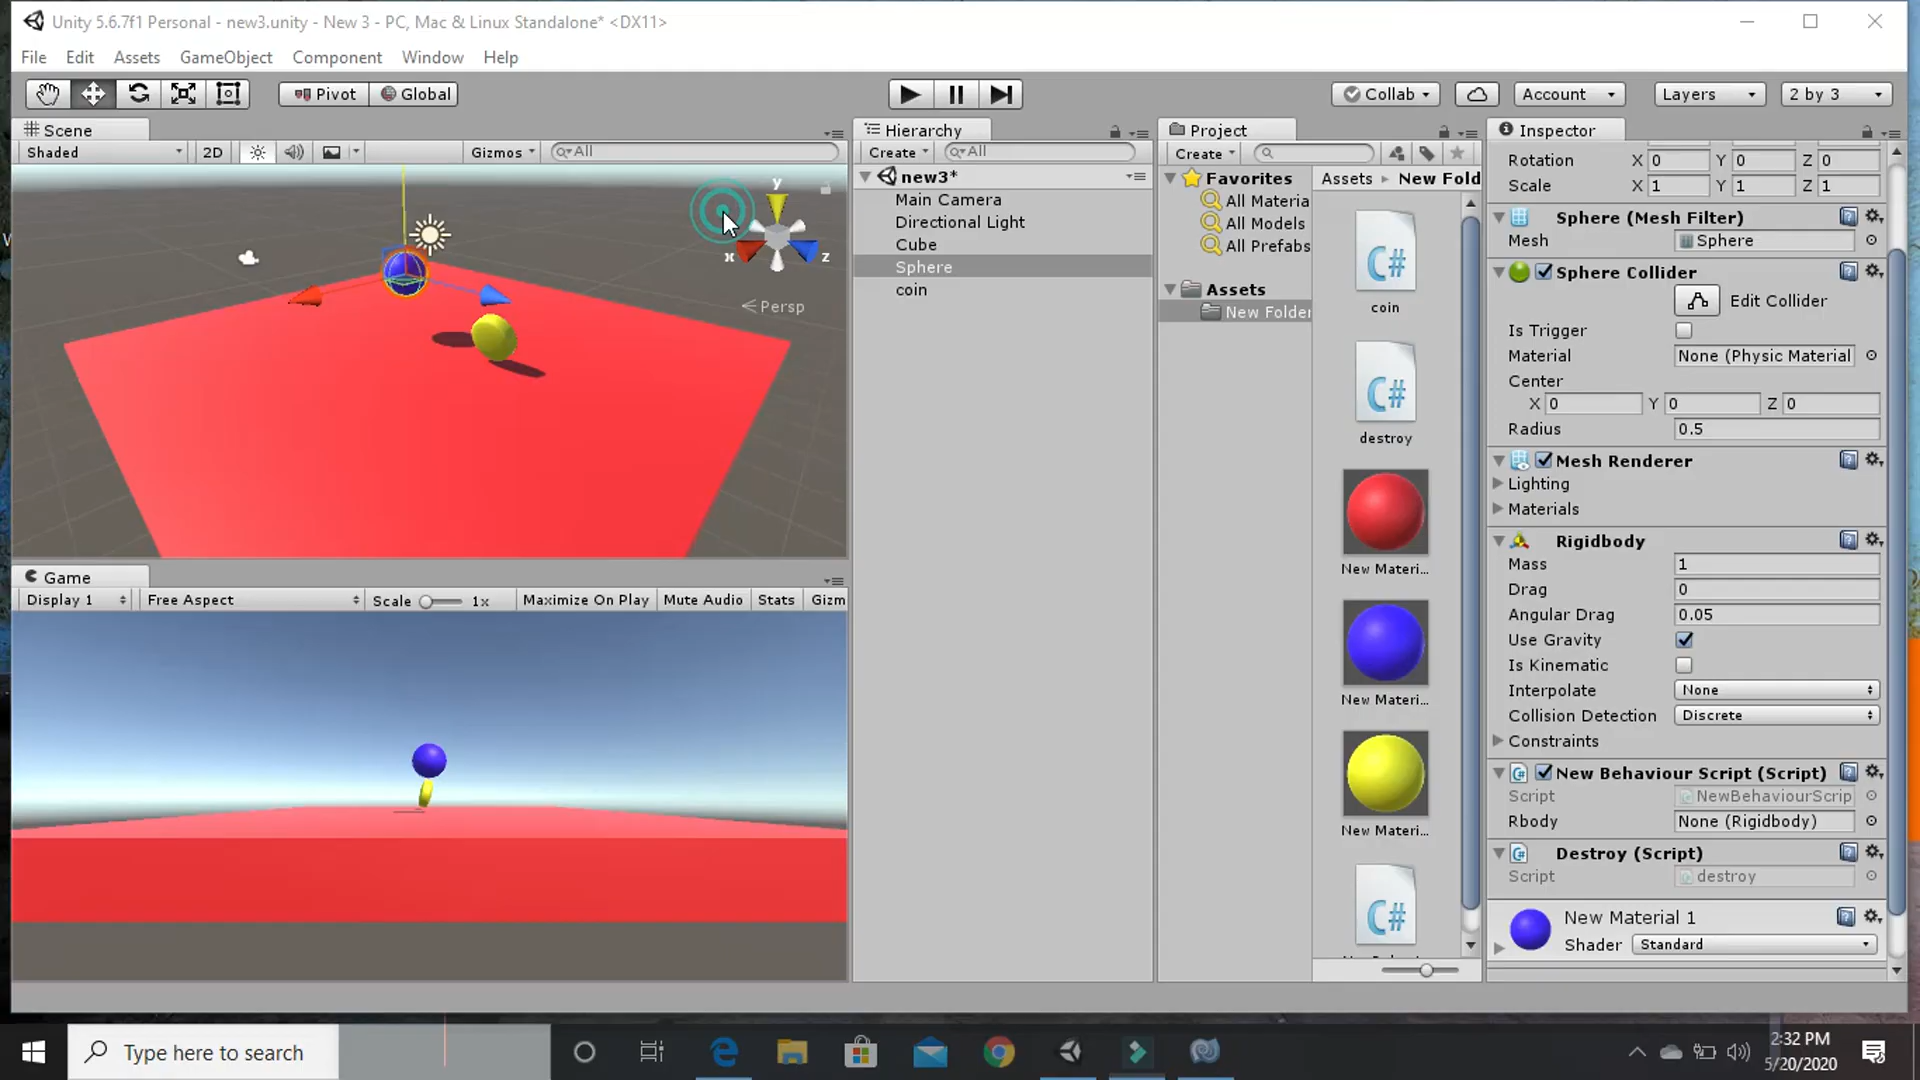 Unity 5.6.7f1 Personal - new3.unity - New 3 - PC, Mac & Linux Standalone* <DX11>
File Edit Assets GameObject Component Window Help
Pivot Global Collab Account Layers 2 by 3
Scene
Shaded 2D Gizmos All
y
x z
Persp
Game
Display 1 Free Aspect Scale 1x Maximize On Play Mute Audio Stats Gizm
Hierarchy
Create All
new3*
Main Camera
Directional Light
Cube
Sphere
coin
Project
Create
Favorites
All Materia
All Models
All Prefabs
Assets
New Folder
Assets New Fold
C#
coin
C#
destroy
New Materi...
New Materi...
New Materi...
C#
Inspector
Rotation X 0 Y 0 Z 0
Scale X 1 Y 1 Z 1
Sphere (Mesh Filter)
Mesh Sphere
Sphere Collider
Edit Collider
Is Trigger
Material None (Physic Material
Center
X 0 Y 0 Z 0
Radius 0.5
Mesh Renderer
Lighting
Materials
Rigidbody
Mass 1
Drag 0
Angular Drag 0.05
Use Gravity
Is Kinematic
Interpolate None
Collision Detection Discrete
Constraints
C# New Behaviour Script (Script)
Script NewBehaviourScrip
Rbody None (Rigidbody)
C# Destroy (Script)
Script destroy
New Material 1
Shader Standard
Type here to search
2:32 PM
5/20/2020